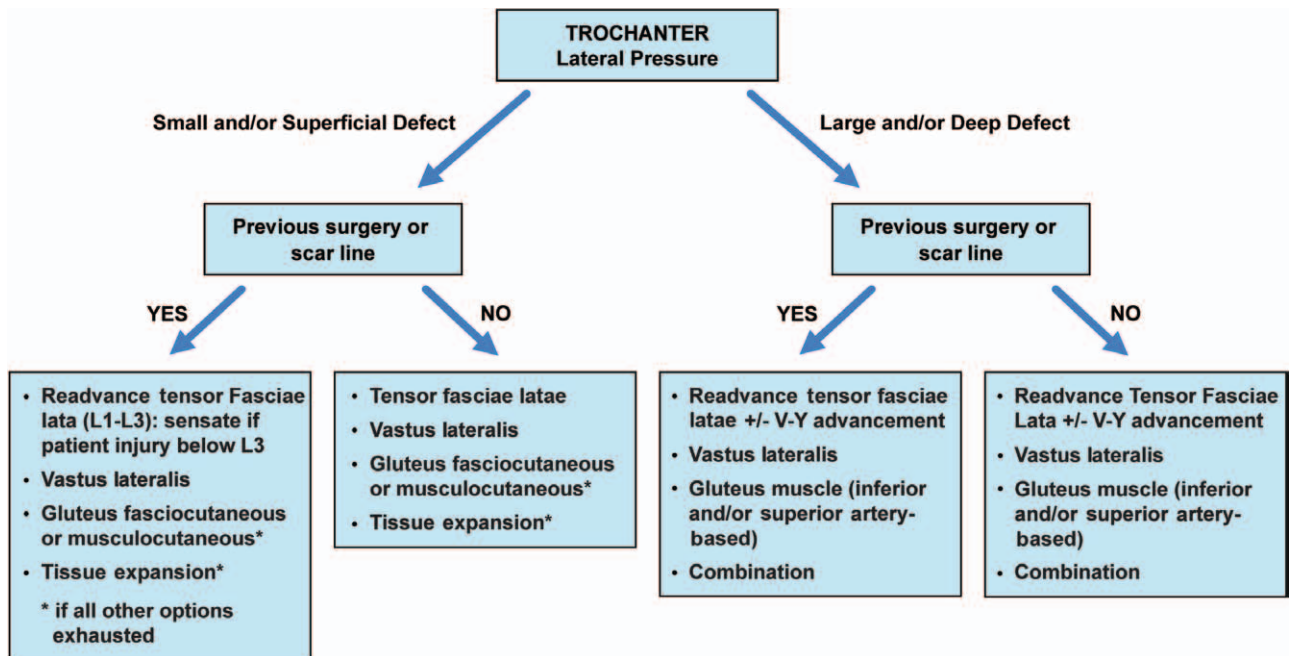 TROCHANTER
Lateral Pressure
Small and/or Superficial Defect
Large and/or Deep Defect
Previous surgery or
scar line
Previous surgery or
scar line
YES
NO
YES
NO
• Readvance tensor Fasciae
lata (L1-L3): sensate if
patient injury below L3
• Vastus lateralis
• Gluteus fasciocutaneous
or musculocutaneous*
• Tissue expansion*
* if all other options
exhausted
• Tensor fasciae latae
• Vastus lateralis
• Gluteus fasciocutaneous
or musculocutaneous*
• Tissue expansion*
• Readvance tensor fasciae
latae +/- V-Y advancement
• Vastus lateralis
• Gluteus muscle (inferior
and/or superior artery-
based)
• Combination
• Readvance Tensor Fasciae
Lata +/- V-Y advancement
• Vastus lateralis
• Gluteus muscle (inferior
and/or superior artery-
based)
• Combination